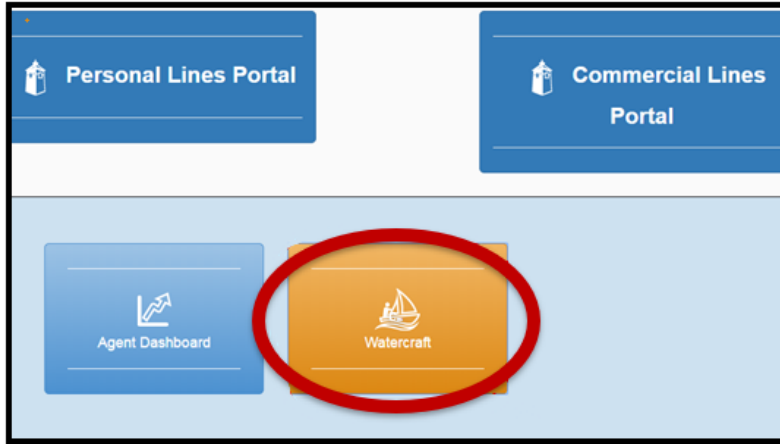 Personal Lines Portal
Commercial Lines
Portal
Agent Dashboard
Watercraft